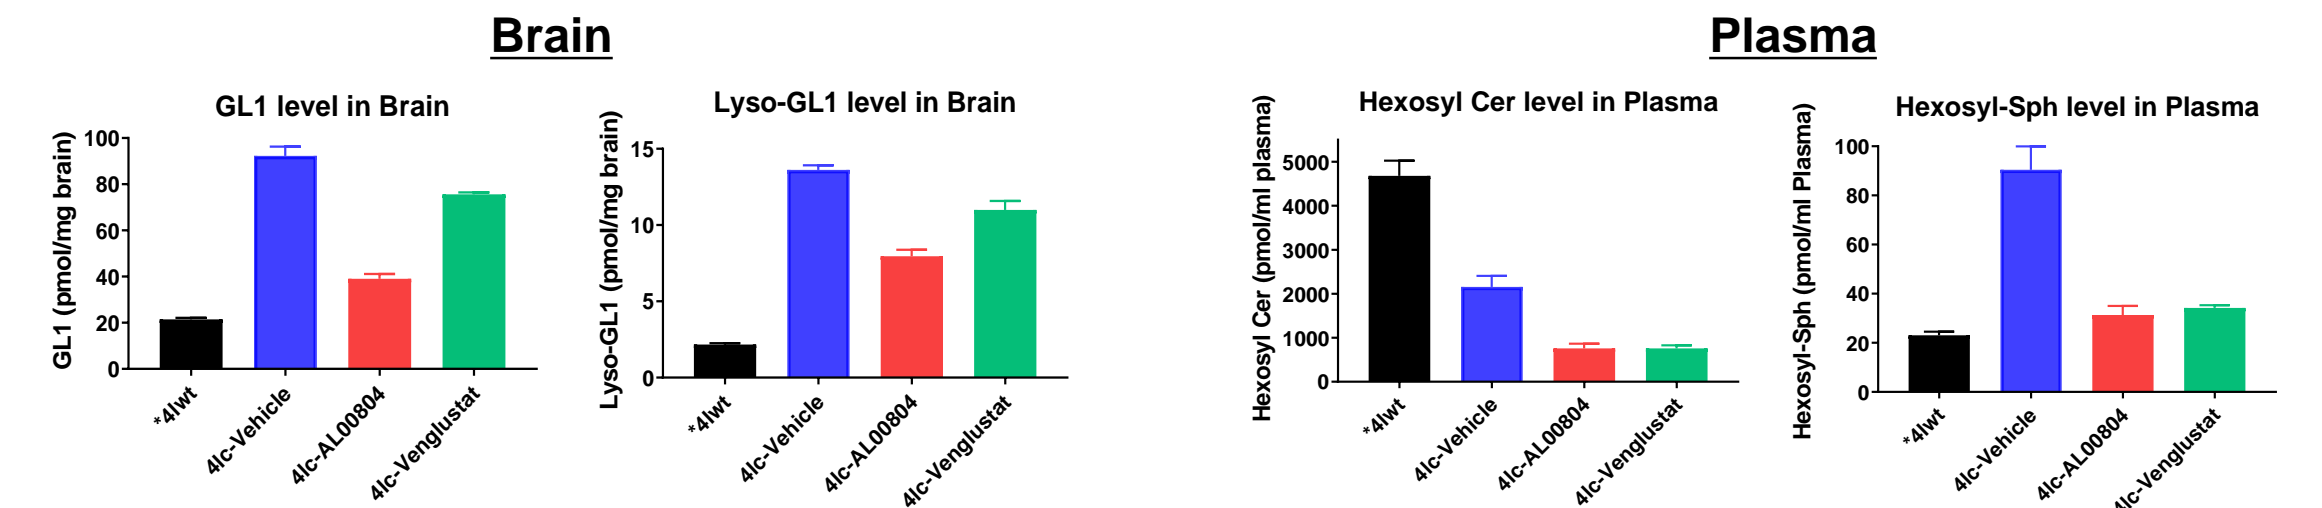 Brain
Plasma
GL1 level in Brain
GL1 (pmol/mg brain)
100
80
60
40
20
0
*4lwt
4lc-Vehicle
4lc-AL00804
4lc-Venglustat
Lyso-GL1 level in Brain
Lyso-GL1 (pmol/mg brain)
15
10
5
0
*4lwt
4lc-Vehicle
4lc-AL00804
4lc-Venglustat
Hexosyl Cer level in Plasma
Hexosyl Cer (pmol/ml plasma)
5000
4000
3000
2000
1000
0
*4lwt
4lc-Vehicle
4lc-AL00804
4lc-Venglustat
Hexosyl-Sph level in Plasma
Hexosyl-Sph (pmol/ml Plasma)
100
80
60
40
20
0
*4lwt
4lc-Vehicle
4lc-AL00804
4lc-Venglustat